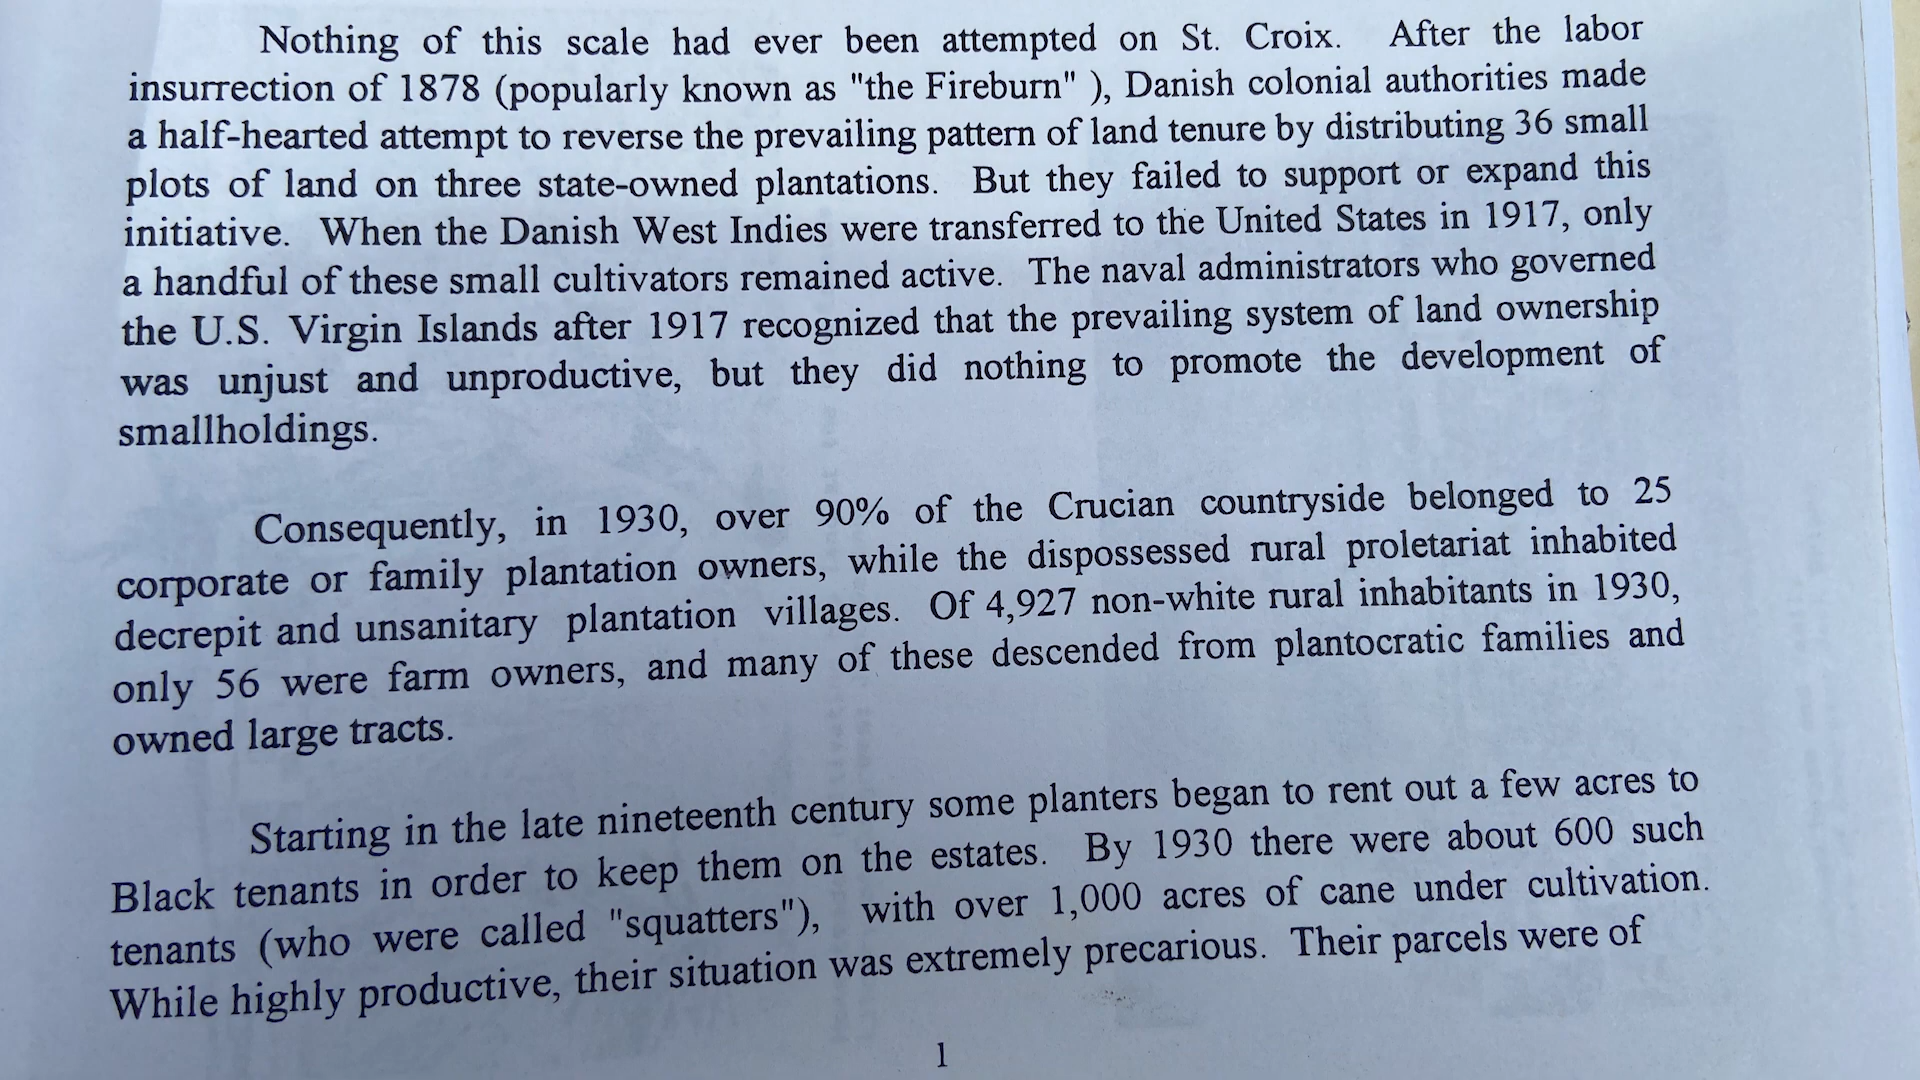 Nothing of this scale had ever been attempted on St. Croix. After the labor
insurrection of 1878 (popularly known as "the Fireburn" ), Danish colonial authorities made
a half-hearted attempt to reverse the prevailing pattern of land tenure by distributing 36 small
plots of land on three state-owned plantations. But they failed to support or expand this
initiative. When the Danish West Indies were transferred to the United States in 1917, only
a handful of these small cultivators remained active. The naval administrators who governed
the U.S. Virgin Islands after 1917 recognized that the prevailing system of land ownership
was unjust and unproductive, but they did nothing to promote the development of
smallholdings.
Consequently, in 1930, over 90% of the Crucian countryside belonged to 25
corporate or family plantation owners, while the dispossessed rural proletariat inhabited
decrepit and unsanitary plantation villages. Of 4,927 non-white rural inhabitants in 1930,
only 56 were farm owners, and many of these descended from plantocratic families and
owned large tracts.
Starting in the late nineteenth century some planters began to rent out a few acres to
Black tenants in order to keep them on the estates. By 1930 there were about 600 such
tenants (who were called "squatters"), with over 1,000 acres of cane under cultivation.
While highly productive, their situation was extremely precarious. Their parcels were of
1